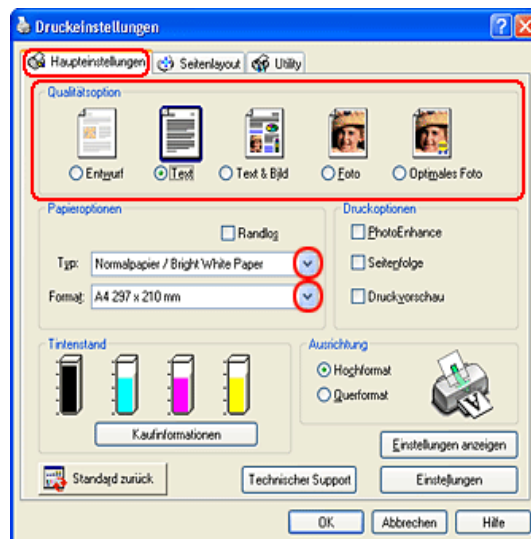 Druckeinstellungen
Haupteinstellungen Seitenlayout Utility
Qualitätsoption
Entwurf Text Text & Bild Foto Optimales Foto
Papieroptionen
Randlos
Typ: Normalpapier / Bright White Paper
Format: A4 297 x 210 mm
Druckoptionen
PhotoEnhance
Seitenfolge
Druckvorschau
Tintenstand
Kaufinformationen
Ausrichtung
Hochformat
Querformat
Einstellungen anzeigen
Standard zurück Technischer Support Einstellungen
OK Abbrechen Hilfe